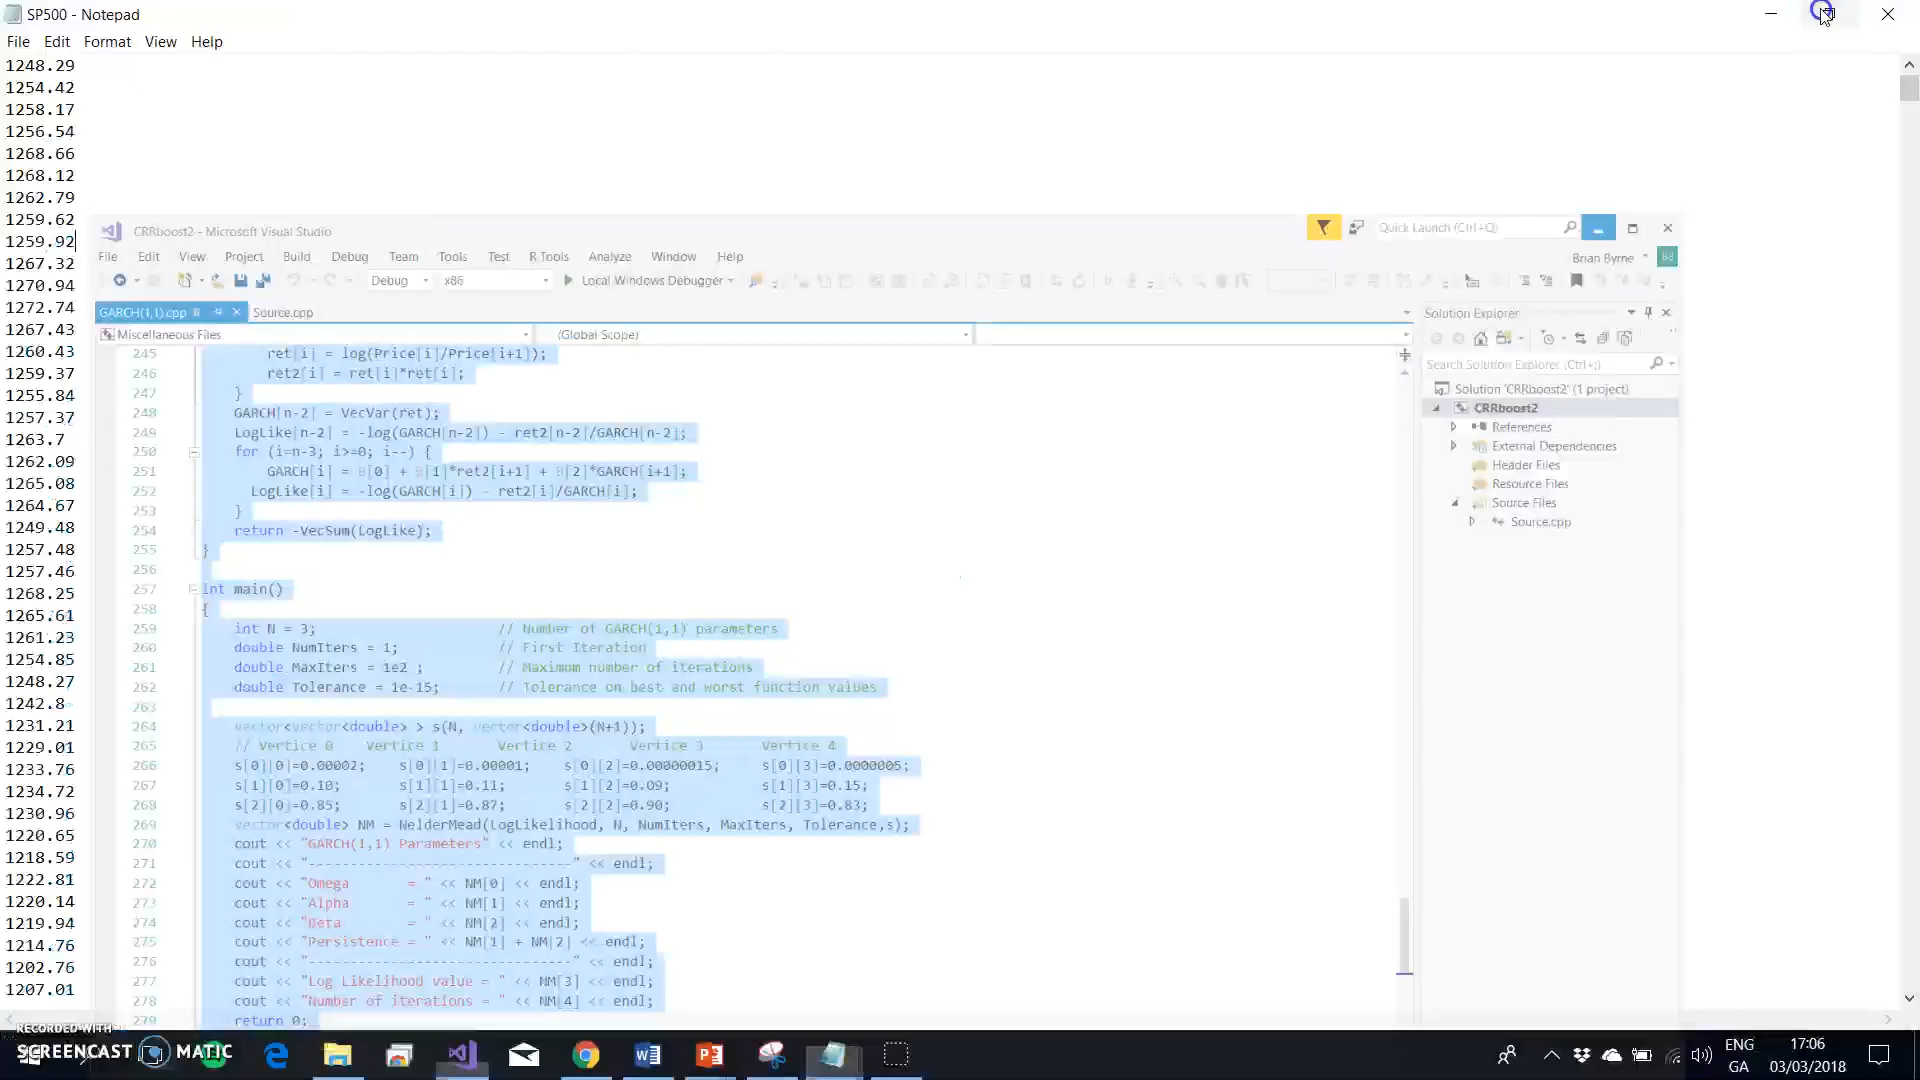 SP500 - Notepad
File Edit Format View Help
1248.29
1254.42
1258.17
1256.54
1268.66
1268.12
1262.79
1259.62
1259.92
1267.32
1270.94
1272.74
1267.43
1260.43
1259.37
1255.84
1257.37
1263.7
1262.09
1265.08
1264.67
1249.48
1257.48
1257.46
1268.25
1265.61
1261.23
1254.85
1248.27
1242.8
1231.21
1229.01
1233.76
1234.72
1230.96
1220.65
1218.59
1222.81
1220.14
1219.94
1214.76
1202.76
1207.01
CRRboost2 - Microsoft Visual Studio
Quick Launch (Ctrl+Q)
File Edit View Project Build Debug Team Tools Test R Tools Analyze Window Help
Brian Byrne
Debug x86 Local Windows Debugger
GARCH(1,1).cpp Source.cpp
Miscellaneous Files (Global Scope)
245 ret[i] = log(Price[i]/Price[i+1]);
246 ret2[i] = ret[i]*ret[i];
247 }
248 GARCH[n-2] = VecVar(ret);
249 LogLike[n-2] = -log(GARCH[n-2]) - ret2[n-2]/GARCH[n-2];
250 for (i=n-3; i>=0; i--) {
251 GARCH[i] = B[0] + B[1]*ret2[i+1] + B[2]*GARCH[i+1];
252 LogLike[i] = -log(GARCH[i]) - ret2[i]/GARCH[i];
253 }
254 return -VecSum(LogLike);
255 }
256
257 int main()
258 {
259 int N = 3; // Number of GARCH(1,1) parameters
260 double NumIters = 1; // First Iteration
261 double MaxIters = 1e2 ; // Maximum number of iterations
262 double Tolerance = 1e-15; // Tolerance on best and worst function values
263
264 vector<vector<double> > s(N, vector<double>(N+1));
265 // Vertice 0 Vertice 1 Vertice 2 Vertice 3 Vertice 4
266 s[0][0]=0.00002; s[0][1]=0.00001; s[0][2]=0.00000015; s[0][3]=0.0000005;
267 s[1][0]=0.10; s[1][1]=0.11; s[1][2]=0.09; s[1][3]=0.15;
268 s[2][0]=0.85; s[2][1]=0.87; s[2][2]=0.90; s[2][3]=0.83;
269 vector<double> NM = NelderMead(LogLikelihood, N, NumIters, MaxIters, Tolerance,s);
270 cout << "GARCH(1,1) Parameters" << endl;
271 cout << "--------------------------------" << endl;
272 cout << "Omega = " << NM[0] << endl;
273 cout << "Alpha = " << NM[1] << endl;
274 cout << "Beta = " << NM[2] << endl;
275 cout << "Persistence = " << NM[1] + NM[2] << endl;
276 cout << "--------------------------------" << endl;
277 cout << "Log Likelihood value = " << NM[3] << endl;
278 cout << "Number of iterations = " << NM[4] << endl;
279 return 0;
Solution Explorer
Search Solution Explorer (Ctrl+;)
Solution 'CRRboost2' (1 project)
CRRboost2
References
External Dependencies
Header Files
Resource Files
Source Files
Source.cpp
RECORDED WITH
SCREENCAST MATIC
ENG
GA
17:06
03/03/2018